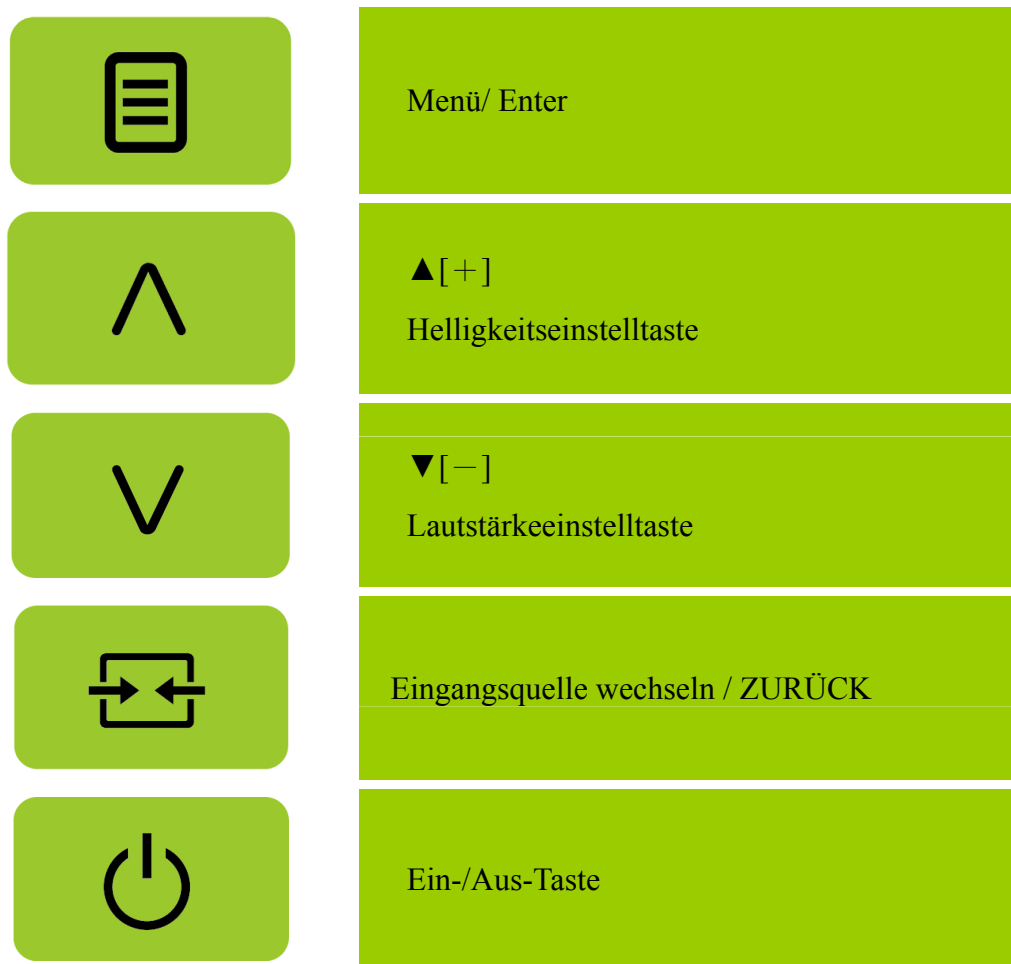 Menü/ Enter
▲[＋]
Helligkeitseinstelltaste
▼[－]
Lautstärkeeinstelltaste
Eingangsquelle wechseln / ZURÜCK
Ein-/Aus-Taste